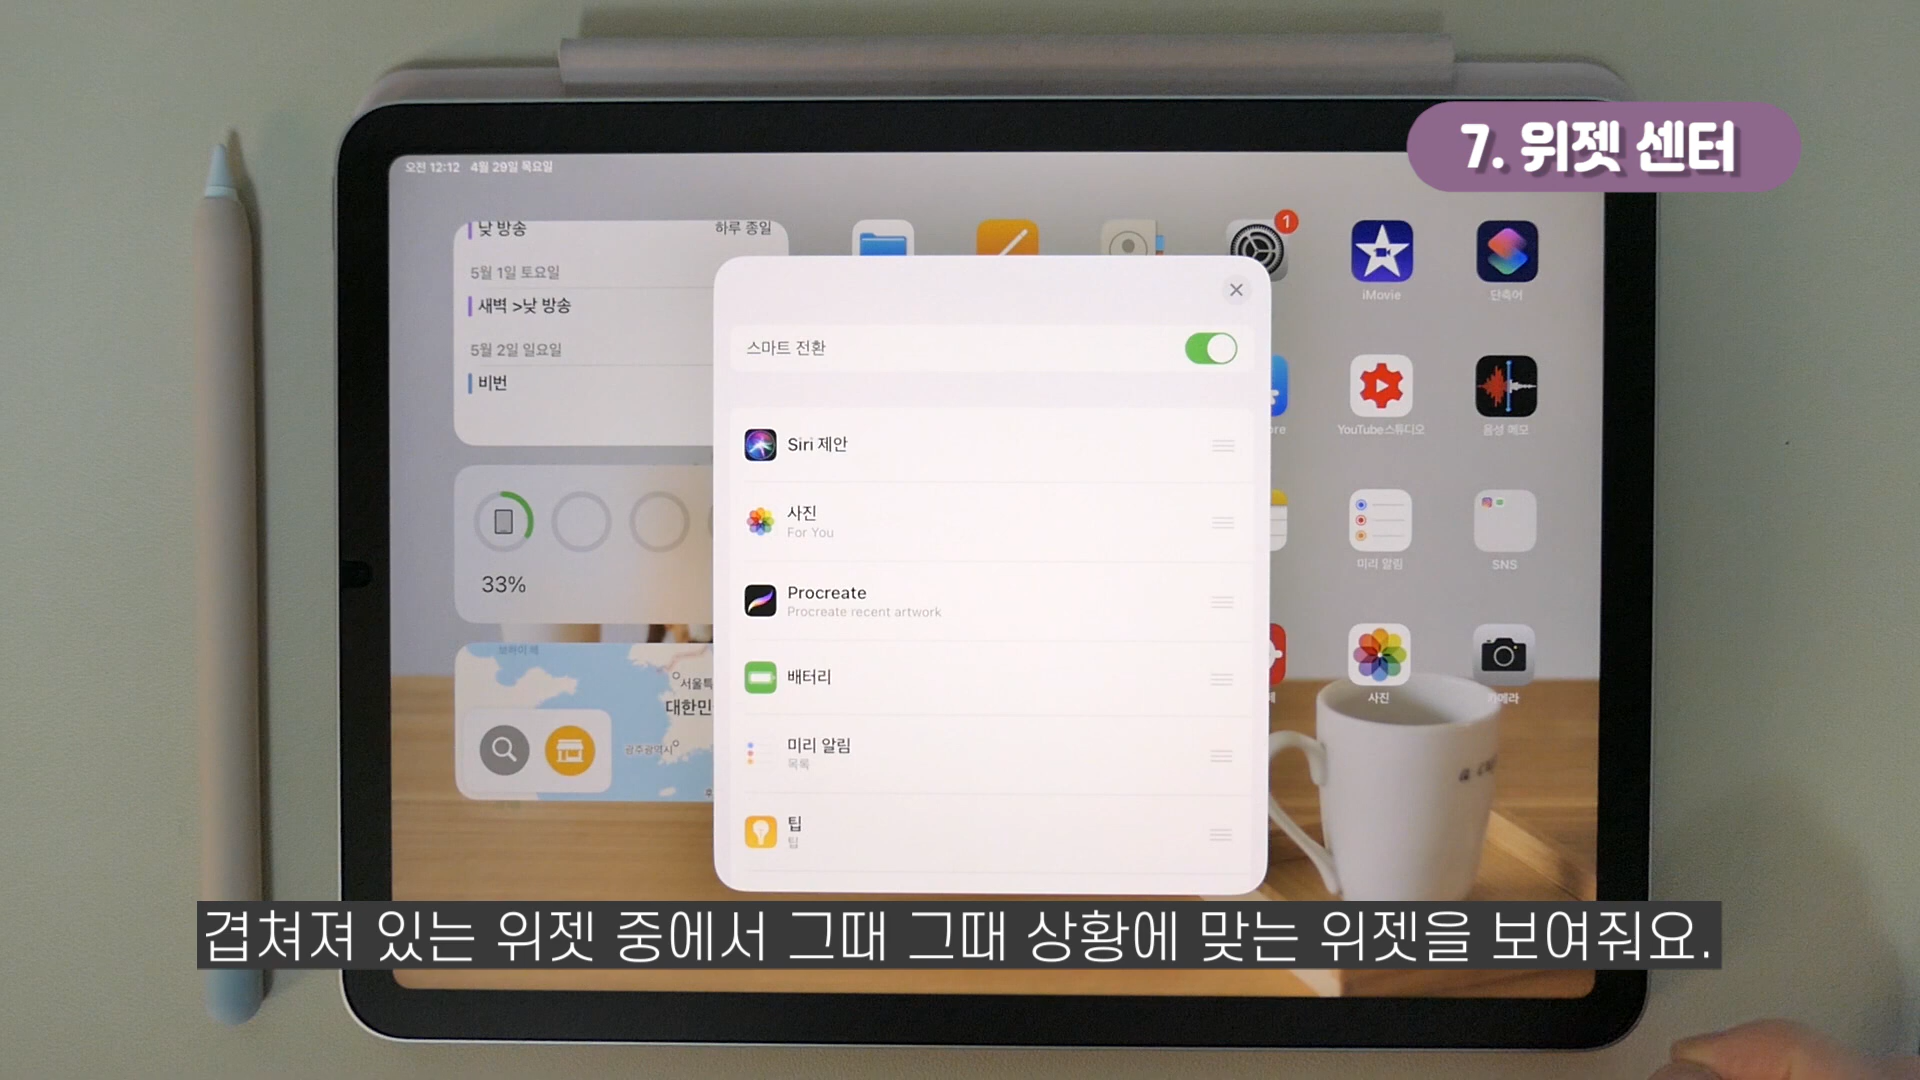 7. 위젯 센터
오전 12:12 4월 29일 목요일
낮 방송 하루 종일
5월 1일 토요일
새벽 >낮 방송
5월 2일 일요일
비번
33%
서울특
대한민
광주광역시
iMovie
단축어
YouTube스튜디오
음성 메모
미리 알림
SNS
사진
카메라
스마트 전환
Siri 제안
사진
For You
Procreate
Procreate recent artwork
배터리
미리 알림
목록
팁
팁
겹쳐져 있는 위젯 중에서 그때 그때 상황에 맞는 위젯을 보여줘요.